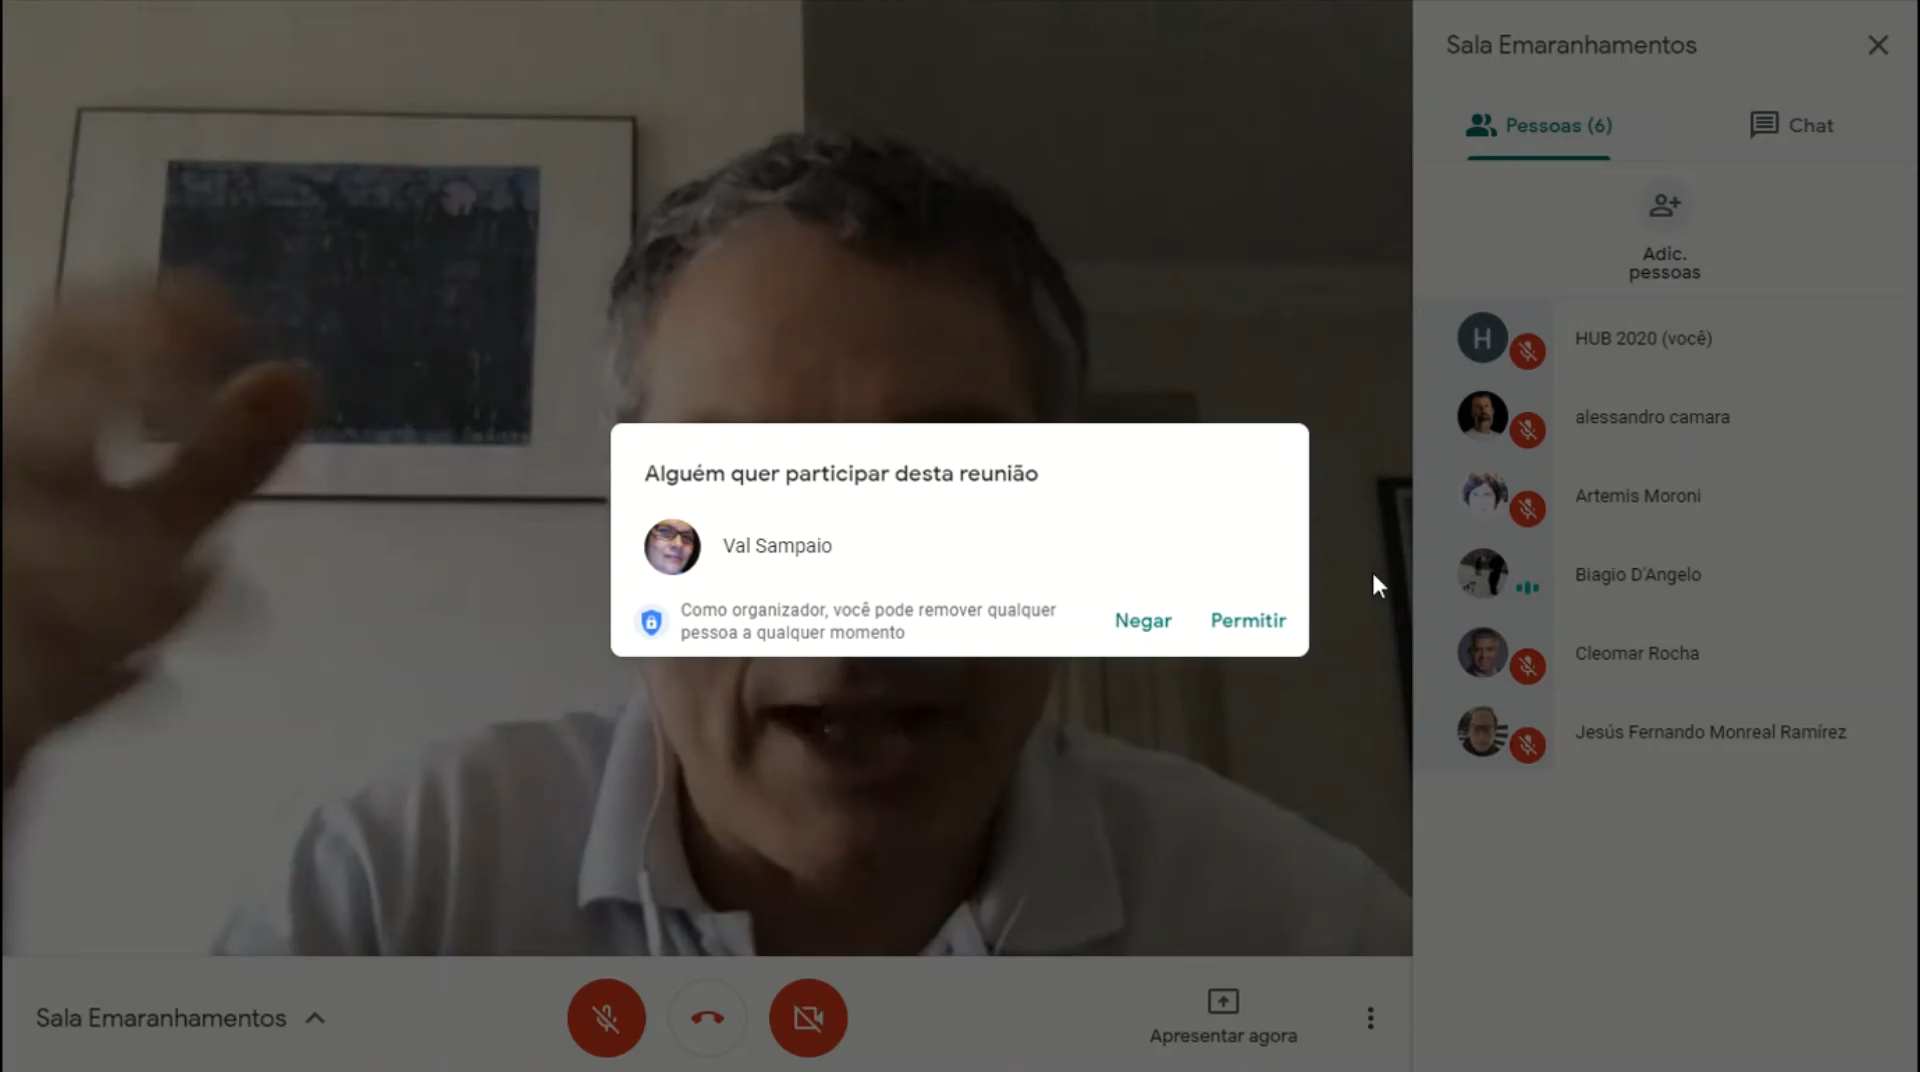 Sala Emaranhamentos
Pessoas (6)
Chat
Adic.
pessoas
H
HUB 2020 (você)
alessandro camara
Artemis Moroni
Biagio D'Angelo
Cleomar Rocha
Jesús Fernando Monreal Ramírez
Alguém quer participar desta reunião
Val Sampaio
Como organizador, você pode remover qualquer
pessoa a qualquer momento
Negar
Permitir
Sala Emaranhamentos
Apresentar agora